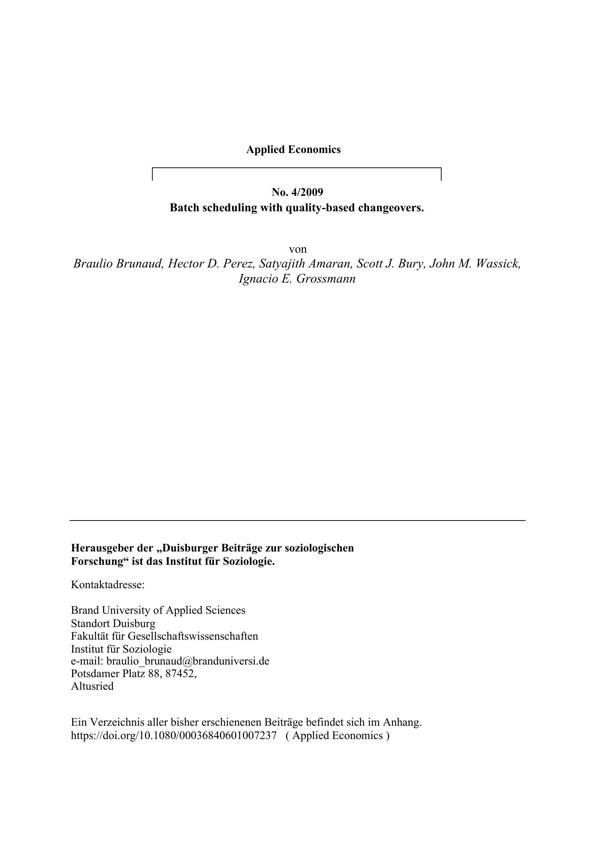 Applied Economics
No. 4/2009
Batch scheduling with quality-based changeovers.
von
Braulio Brunaud, Hector D. Perez, Satyajith Amaran, Scott J. Bury, John M. Wassick,
Ignacio E. Grossmann
Herausgeber der „Duisburger Beiträge zur soziologischen
Forschung“ ist das Institut für Soziologie.
Kontaktadresse:
Brand University of Applied Sciences
Standort Duisburg
Fakultät für Gesellschaftswissenschaften
Institut für Soziologie
e-mail: braulio_brunaud@branduniversi.de
Potsdamer Platz 88, 87452,
Altusried
Ein Verzeichnis aller bisher erschienenen Beiträge befindet sich im Anhang.
https://doi.org/10.1080/00036840601007237 ( Applied Economics )